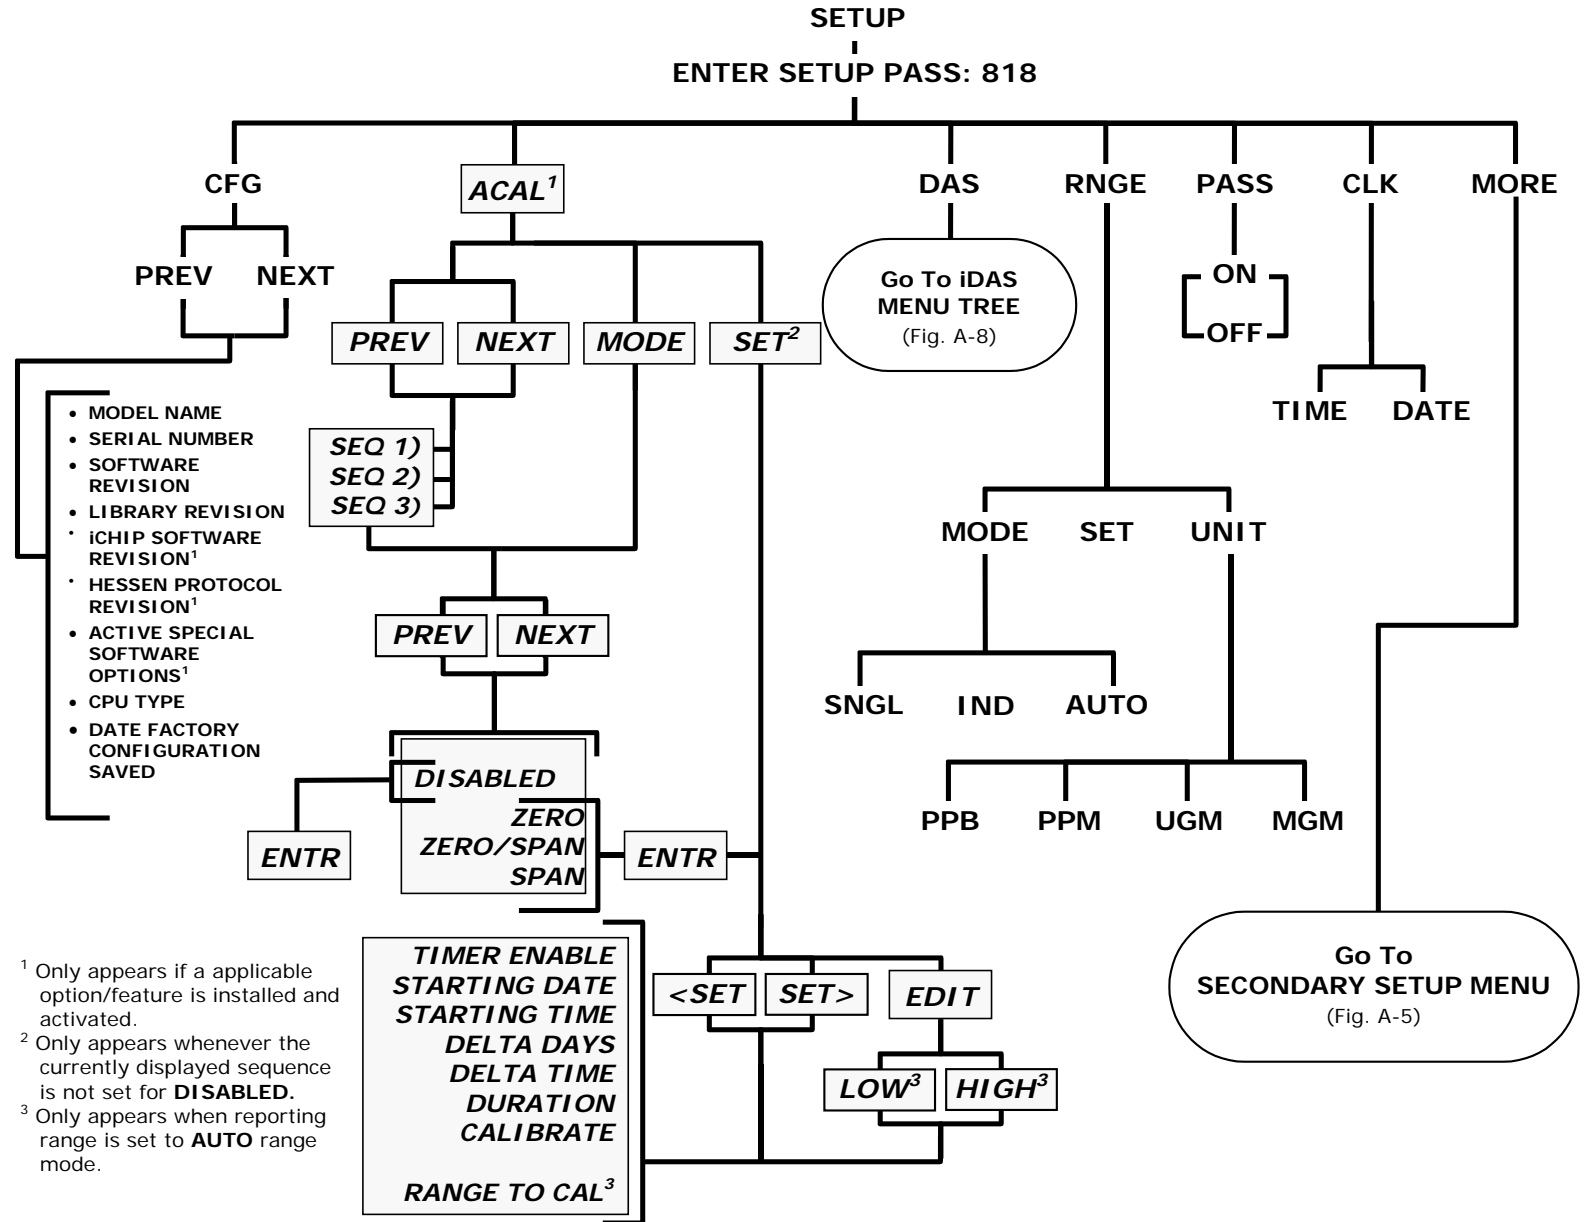 SETUP
ENTER SETUP PASS: 818
CFG
ACAL¹
DAS
RNGE
PASS
CLK
MORE
PREV
NEXT
PREV
NEXT
MODE
SET²
Go To iDAS
MENU TREE
(Fig. A-8)
ON
OFF
TIME
DATE
• MODEL NAME
• SERIAL NUMBER
• SOFTWARE
REVISION
• LIBRARY REVISION
• iCHIP SOFTWARE
REVISION¹
• HESSEN PROTOCOL
REVISION¹
• ACTIVE SPECIAL
SOFTWARE
OPTIONS¹
• CPU TYPE
• DATE FACTORY
CONFIGURATION
SAVED
SEQ 1)
SEQ 2)
SEQ 3)
MODE
SET
UNIT
PREV
NEXT
SNGL
IND
AUTO
DISABLED
ZERO
ZERO/SPAN
SPAN
ENTR
ENTR
PPB
PPM
UGM
MGM
TIMER ENABLE
STARTING DATE
STARTING TIME
DELTA DAYS
DELTA TIME
DURATION
CALIBRATE
RANGE TO CAL³
<SET
SET>
EDIT
LOW³
HIGH³
Go To
SECONDARY SETUP MENU
(Fig. A-5)
¹ Only appears if a applicable
option/feature is installed and
activated.
² Only appears whenever the
currently displayed sequence
is not set for DISABLED.
³ Only appears when reporting
range is set to AUTO range
mode.